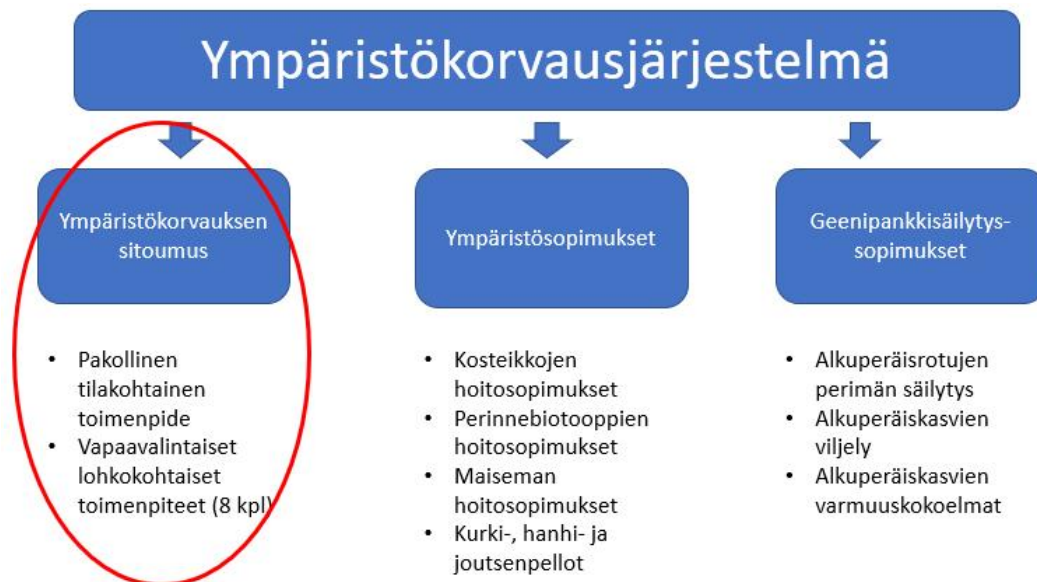 Ympäristökorvausjärjestelmä
Ympäristökorvauksen
sitoumus
• Pakollinen
tilakohtainen
toimenpide
• Vapaavalintaiset
lohkokohtaiset
toimenpiteet (8 kpl)
Ympäristösopimukset
• Kosteikkojen
hoitosopimukset
• Perinnebiotooppien
hoitosopimukset
• Maiseman
hoitosopimukset
• Kurki-, hanhi- ja
joutsenpellot
Geenipankkisäilytys-
sopimukset
• Alkuperäisrotujen
perimän säilytys
• Alkuperäiskasvien
viljely
• Alkuperäiskasvien
varmuuskokoelmat